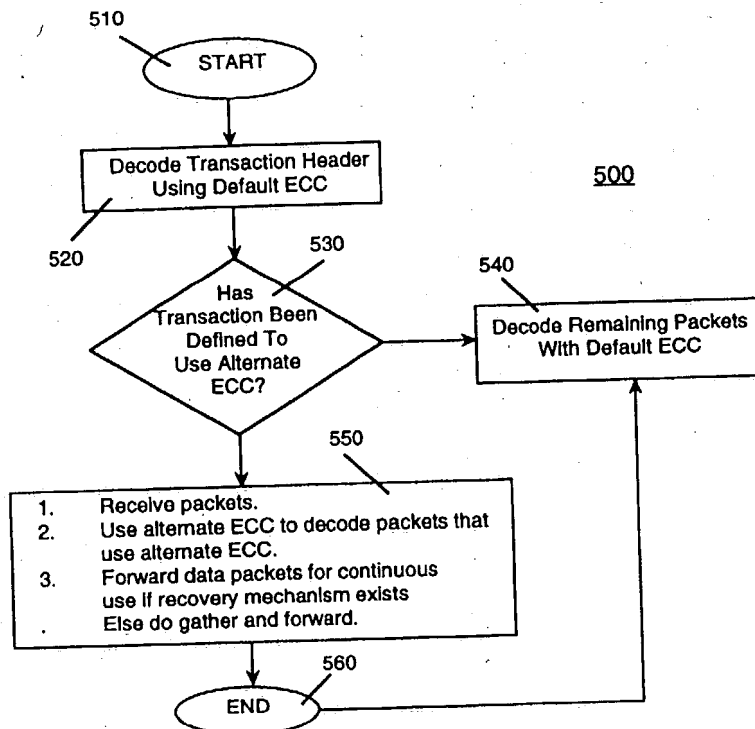 510
START
Decode Transaction Header
Using Default ECC
500
520
530
Has
Transaction Been
Defined To
Use Alternate
ECC?
540
Decode Remaining Packets
With Default ECC
550
1. Receive packets.
2. Use alternate ECC to decode packets that
use alternate ECC.
3. Forward data packets for continuous
use if recovery mechanism exists
. Else do gather and forward.
560
END